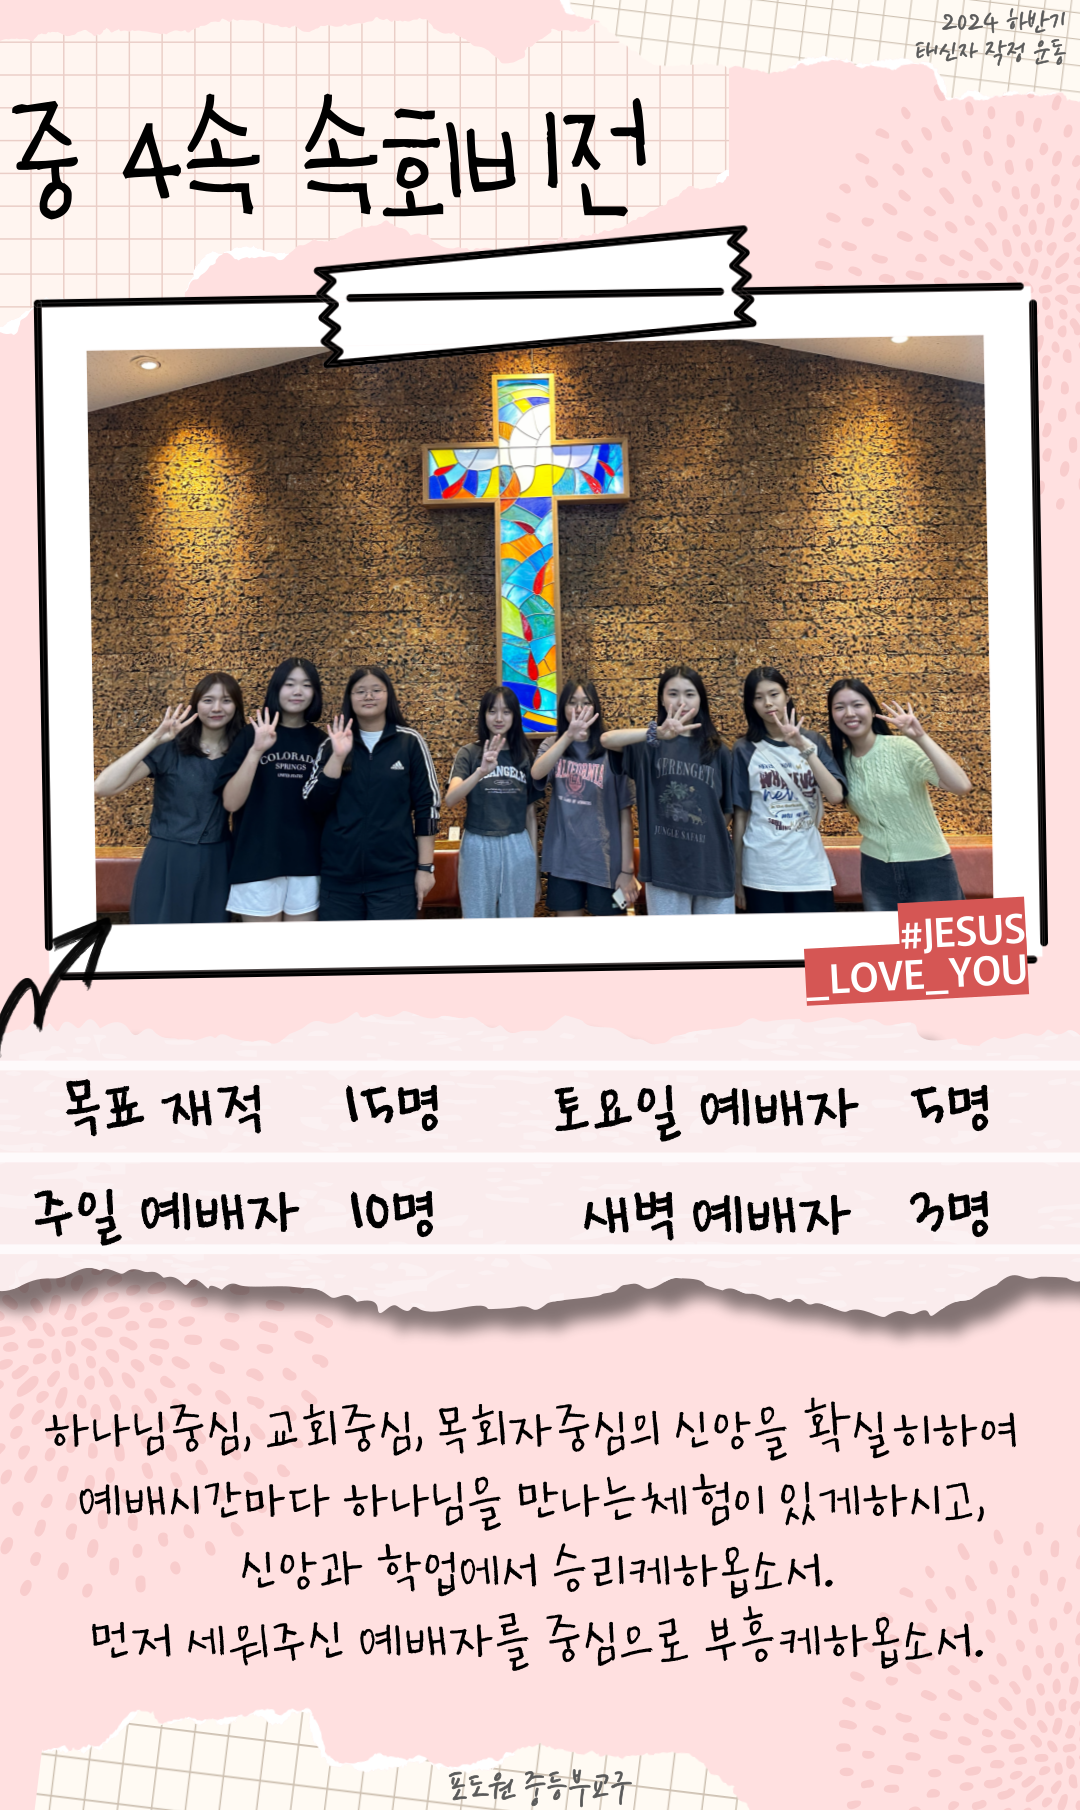 2024 하반기
태신자 작정 운동
중 4속 속회비전
COLORADO
SPRINGS
adidas
CALIFORNIA
SERENGETI
JUNGLE SAFARI
#JESUS
_LOVE_YOU
목표 재적 15명 토요일 예배자 5명
주일 예배자 10명 새벽 예배자 3명
하나님중심, 교회중심, 목회자중심의 신앙을 확실히하여
예배시간마다 하나님을 만나는체험이 있게하시고,
신앙과 학업에서 승리케하옵소서.
먼저 세워주신 예배자를 중심으로 부흥케하옵소서.
포도원 중등부교구